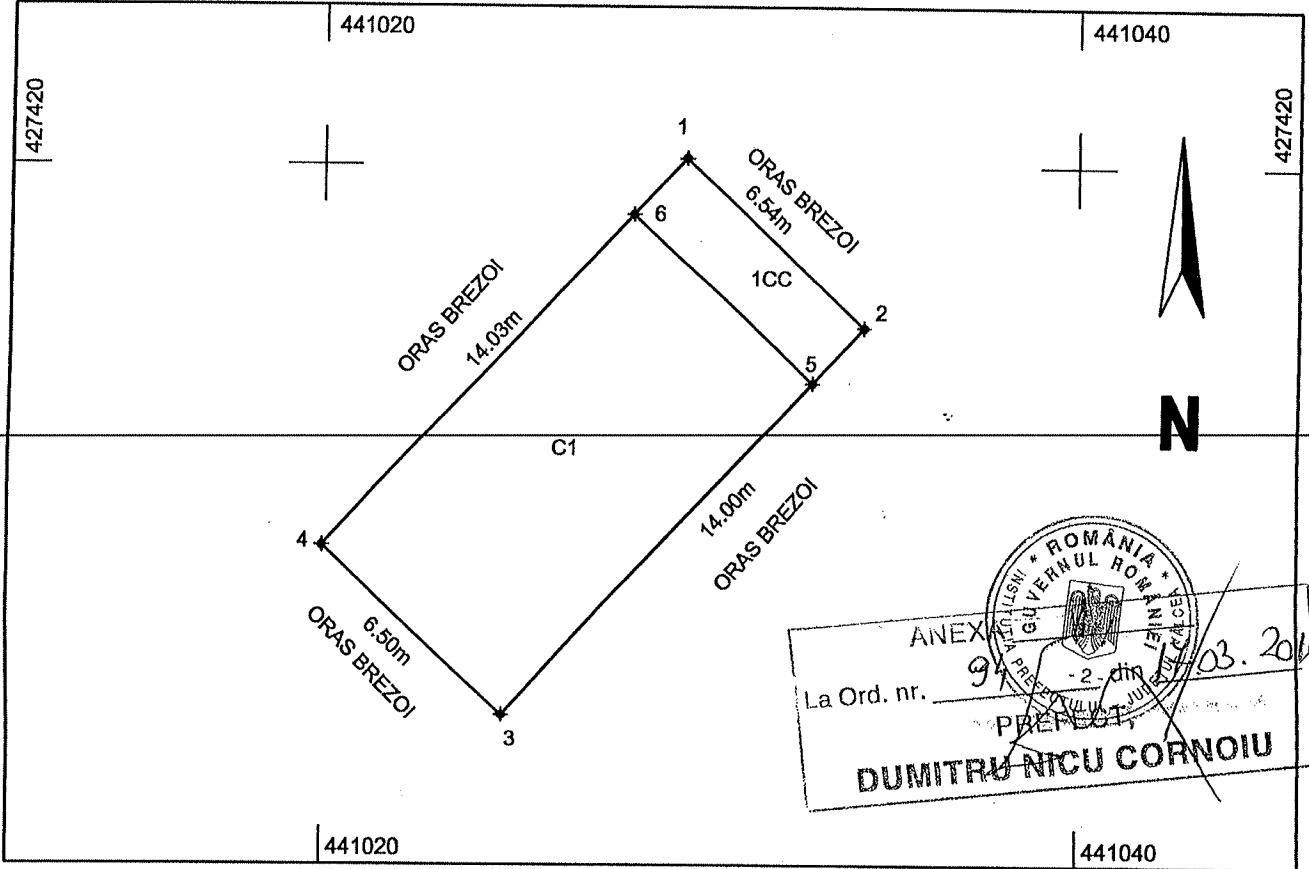 441020
441040
427420
427420
1
ORAS BREZOI
6.54m
6
1CC
2
ORAS BREZOI
14.03m
5
C1
N
14.00m
ORAS BREZOI
4
6.50m
ORAS BREZOI
3
* ROMÂNIA *
GUVERNUL ROMÂNIEI
INSTITUȚIA PREFECTULUI JUDEȚUL VÂLCEA
ANEXA
La Ord. nr. 94 - 2 - din 03.
PREFECT,
DUMITRU NICU CORNOIU
441020
441040